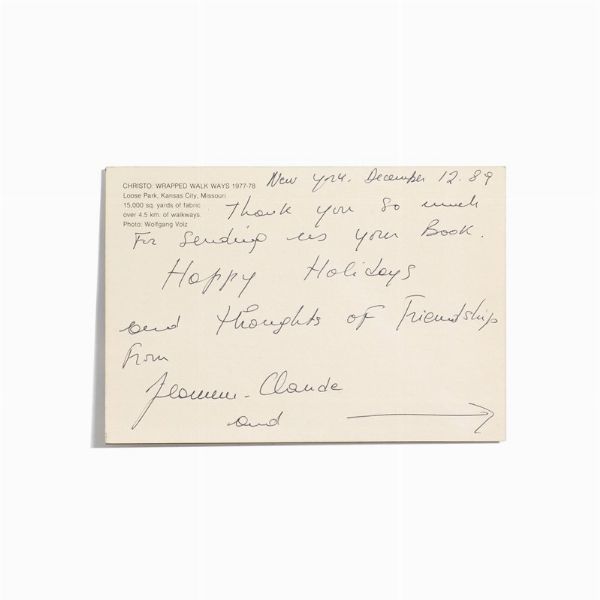 CHRISTO: WRAPPED WALK WAYS 1977-78
Loose Park, Kansas City, Missouri
15,000 sq. yards of fabric
over 4.5 km. of walkways.
Photo: Wolfgang Volz
New York. December 12. 89
Thank you so much
For sending us your Book.
Happy Holidays
and thoughts of Friendship
from
Jeanne-Claude
and